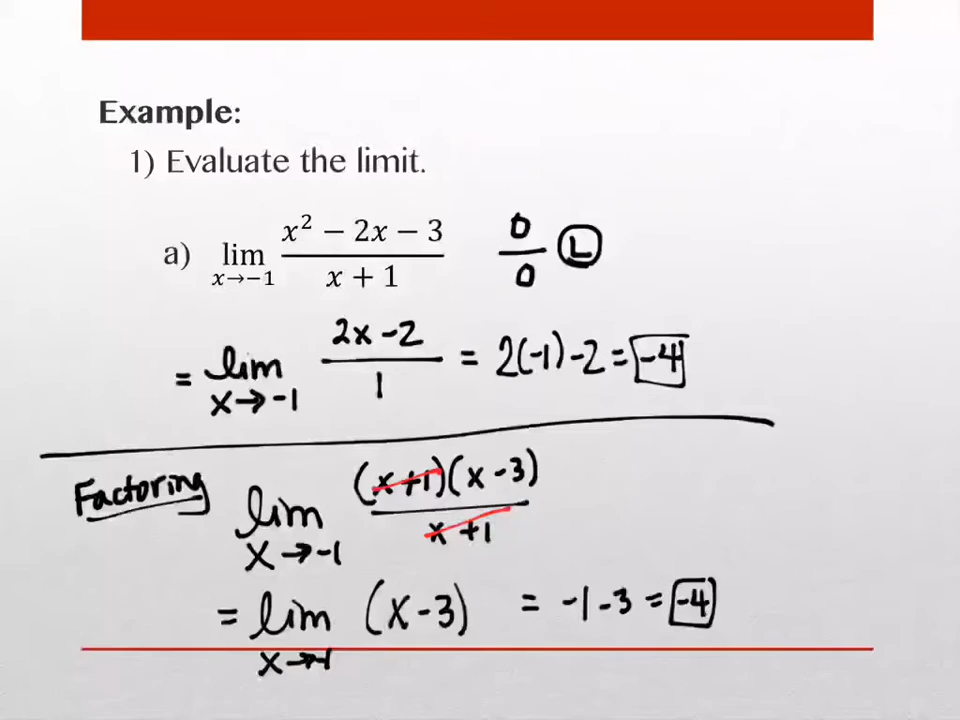 Example:
1) Evaluate the limit.
a) lim x→−1 (x² − 2x − 3)/(x + 1) 0/0 Ⓛ
= lim x→-1 (2x -2)/1 = 2(-1) -2 = -4
Factoring lim x→-1 (x+1)(x-3)/(x+1)
= lim x→-1 (x-3) = -1 -3 = -4